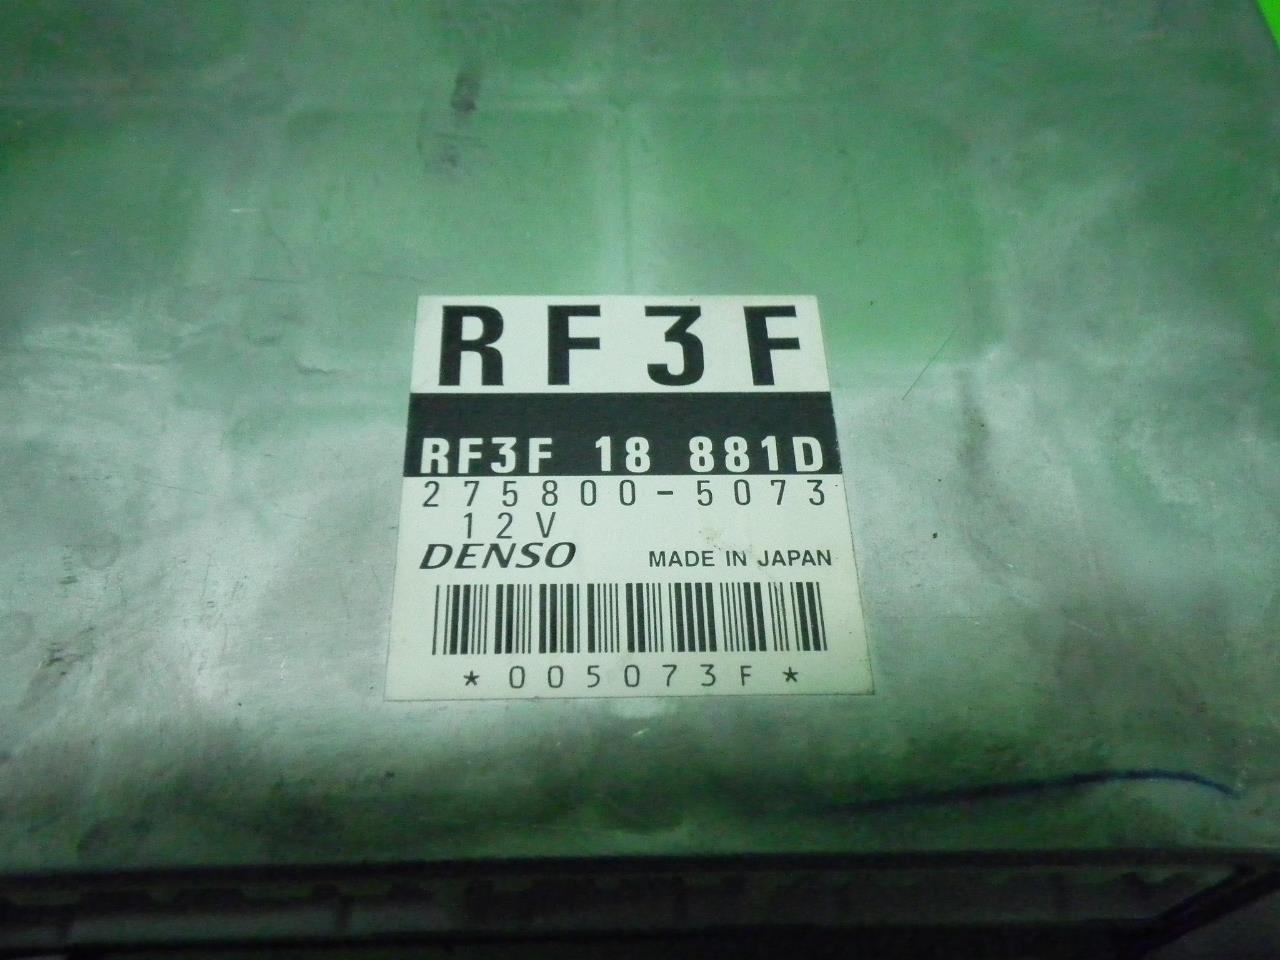 RF3F
RF3F 18 881D
275800-5073
12V
DENSO MADE IN JAPAN
*005073F*